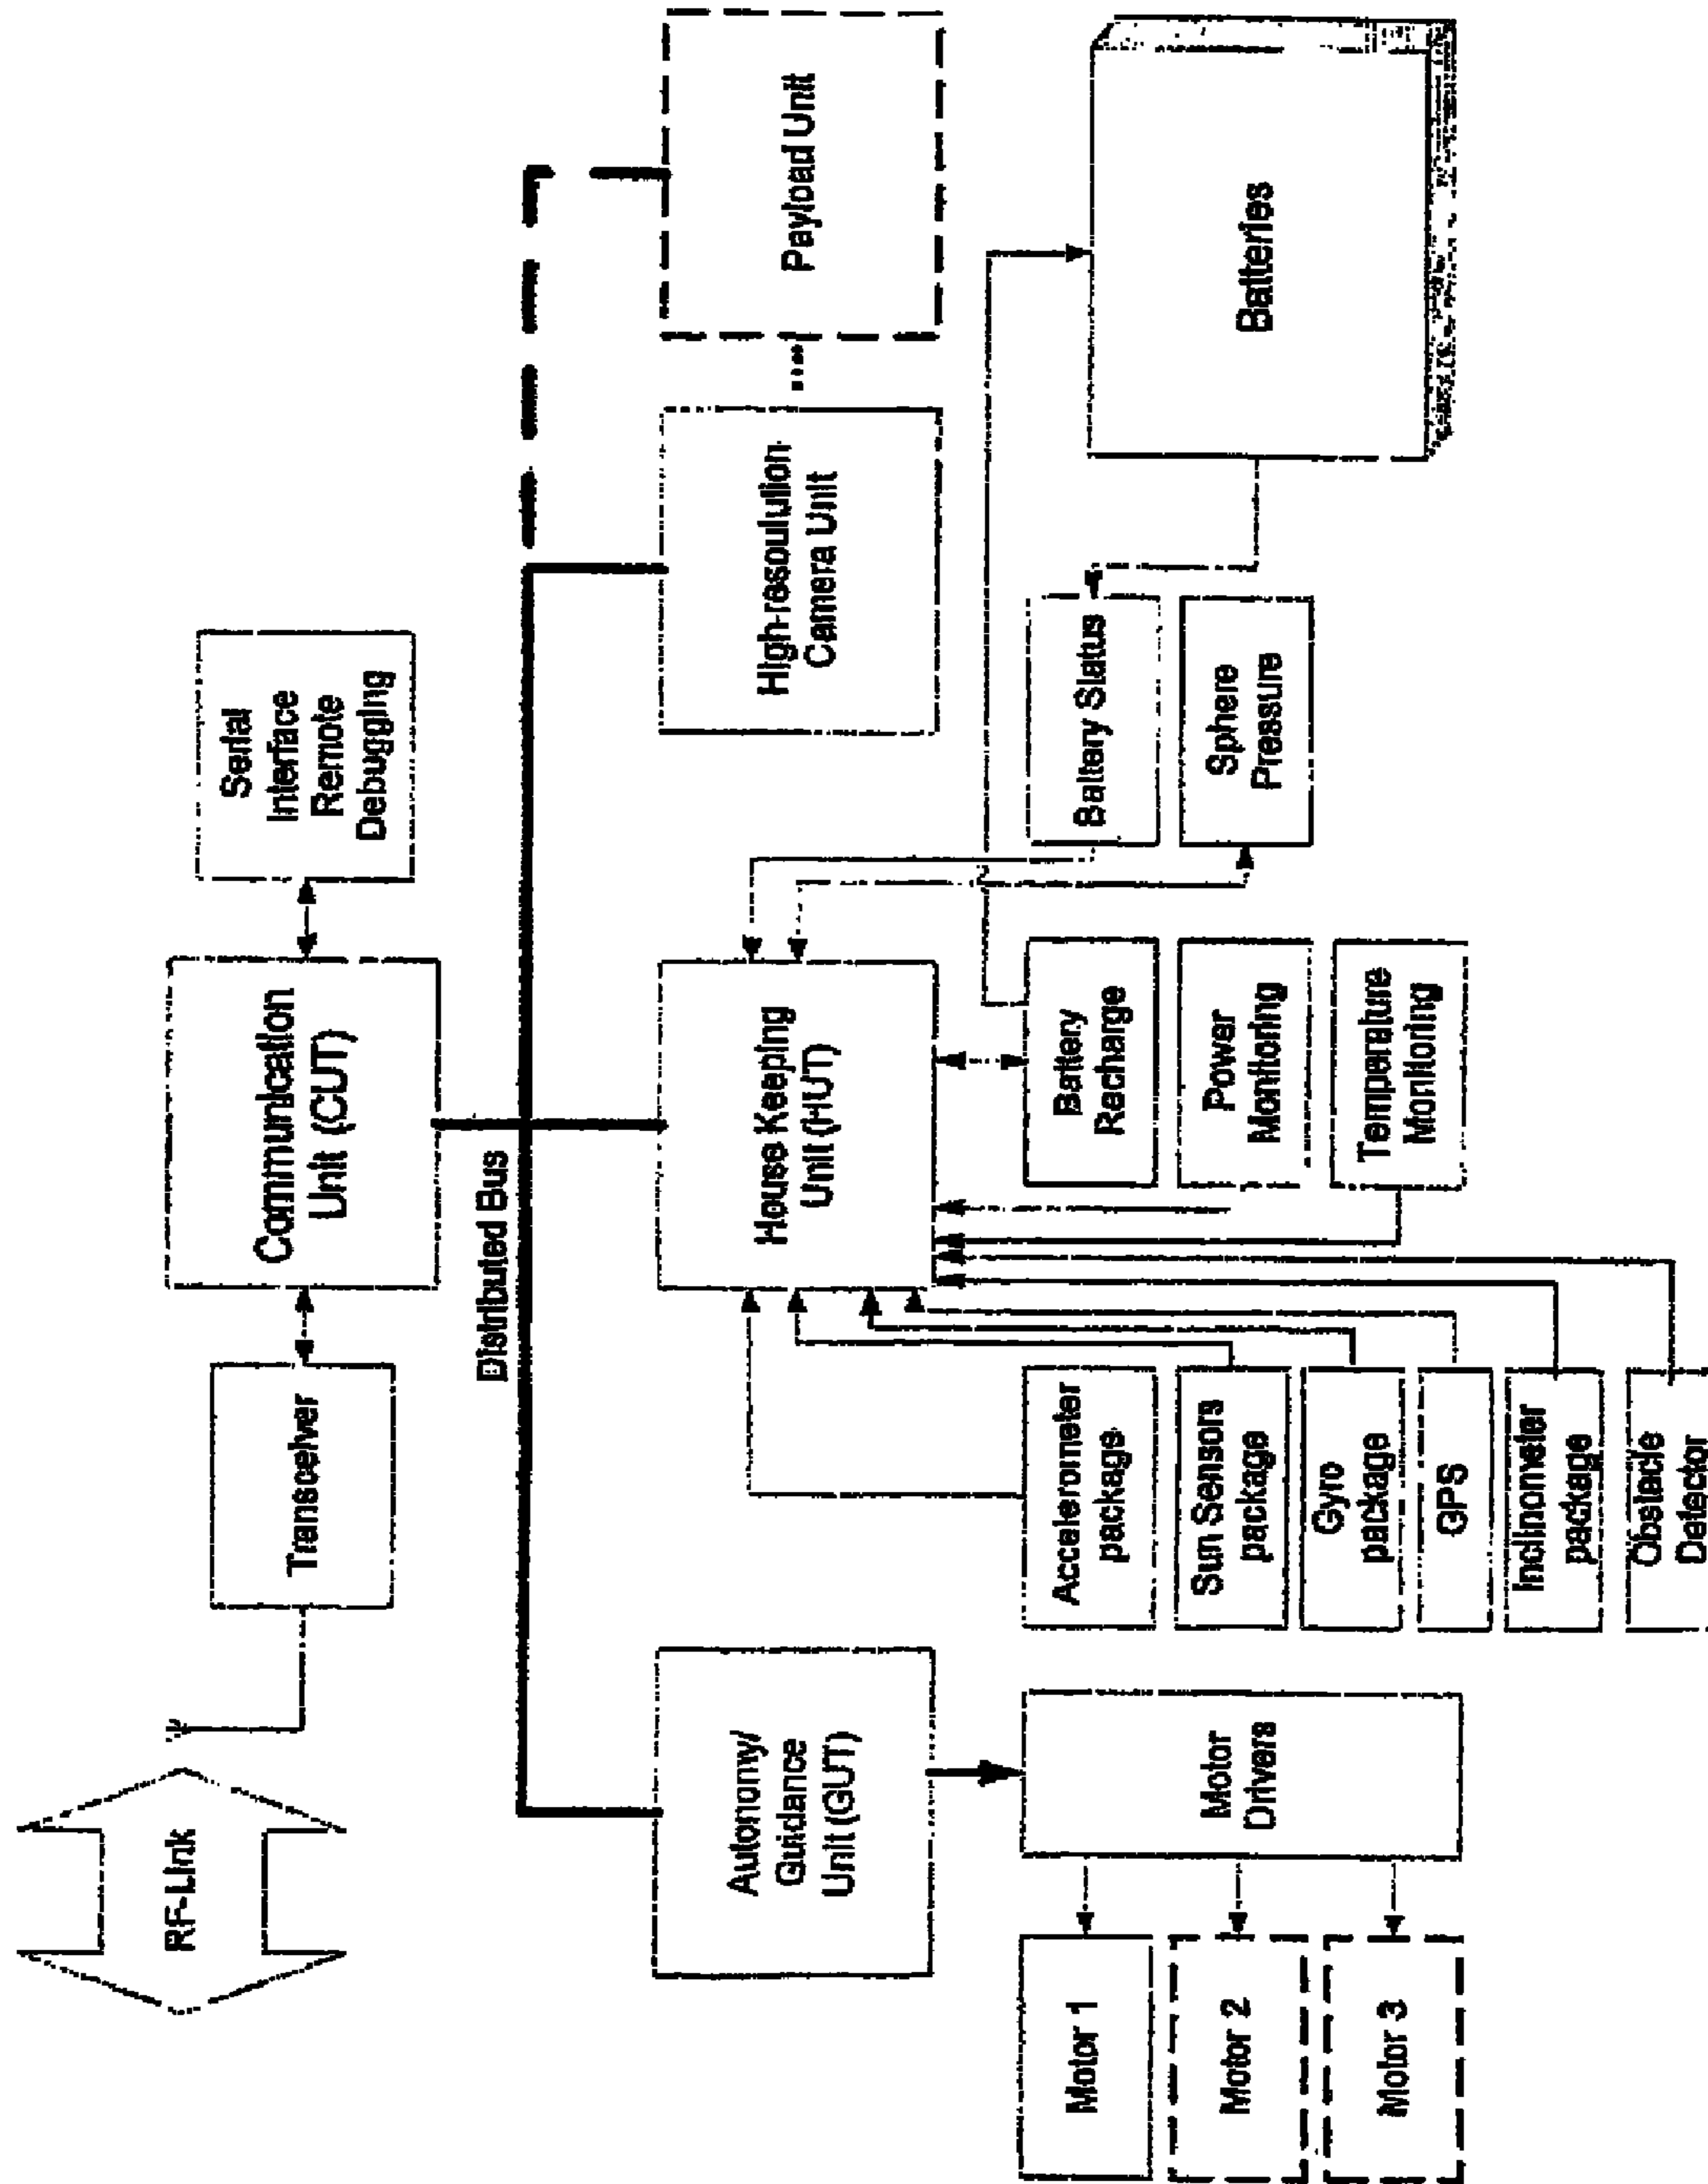 RF-Link
Transceiver
Communication
Unit (CUT)
Serial
Interface
Remote
Debugging
Distributed Bus
Autonomy/
Guidance
Unit (GUT)
House Keeping
Unit (HUT)
High-resoulution
Camera Unit
Payload Unit
Motor 1
Motor 2
Motor 3
Motor
Drivers
Accelerometer
package
Sun Sensors
package
Gyro
package
GPS
Inclinometer
package
Obstacle
Detector
Battery
Recharge
Power
Monitoring
Temperature
Monitoring
Battery Status
Sphere
Pressure
Batteries